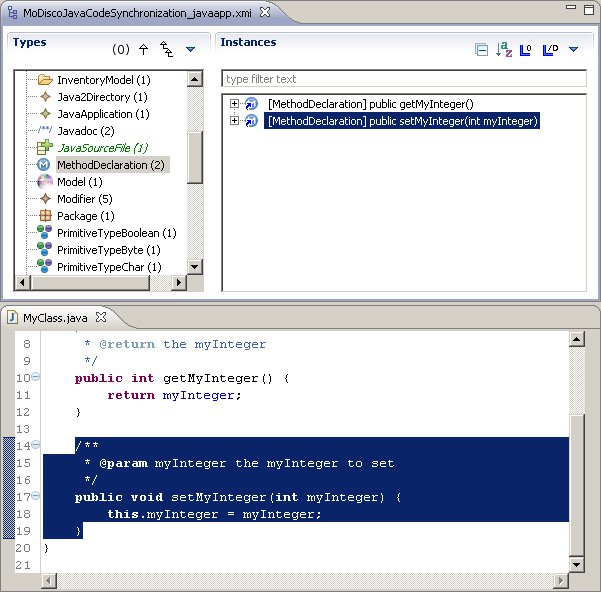 MoDiscoJavaCodeSynchronization_javaapp.xmi
Types
(0)
InventoryModel (1)
Java2Directory (1)
JavaApplication (1)
Javadoc (2)
JavaSourceFile (1)
MethodDeclaration (2)
Model (1)
Modifier (5)
Package (1)
PrimitiveTypeBoolean (1)
PrimitiveTypeByte (1)
PrimitiveTypeChar (1)
Instances
type filter text
[MethodDeclaration] public getMyInteger()
[MethodDeclaration] public setMyInteger(int myInteger)
MyClass.java
8 * @return the myInteger
9 */
10 public int getMyInteger() {
11 return myInteger;
12 }
13
14 /**
15 * @param myInteger the myInteger to set
16 */
17 public void setMyInteger(int myInteger) {
18 this.myInteger = myInteger;
19 }
20 }
21